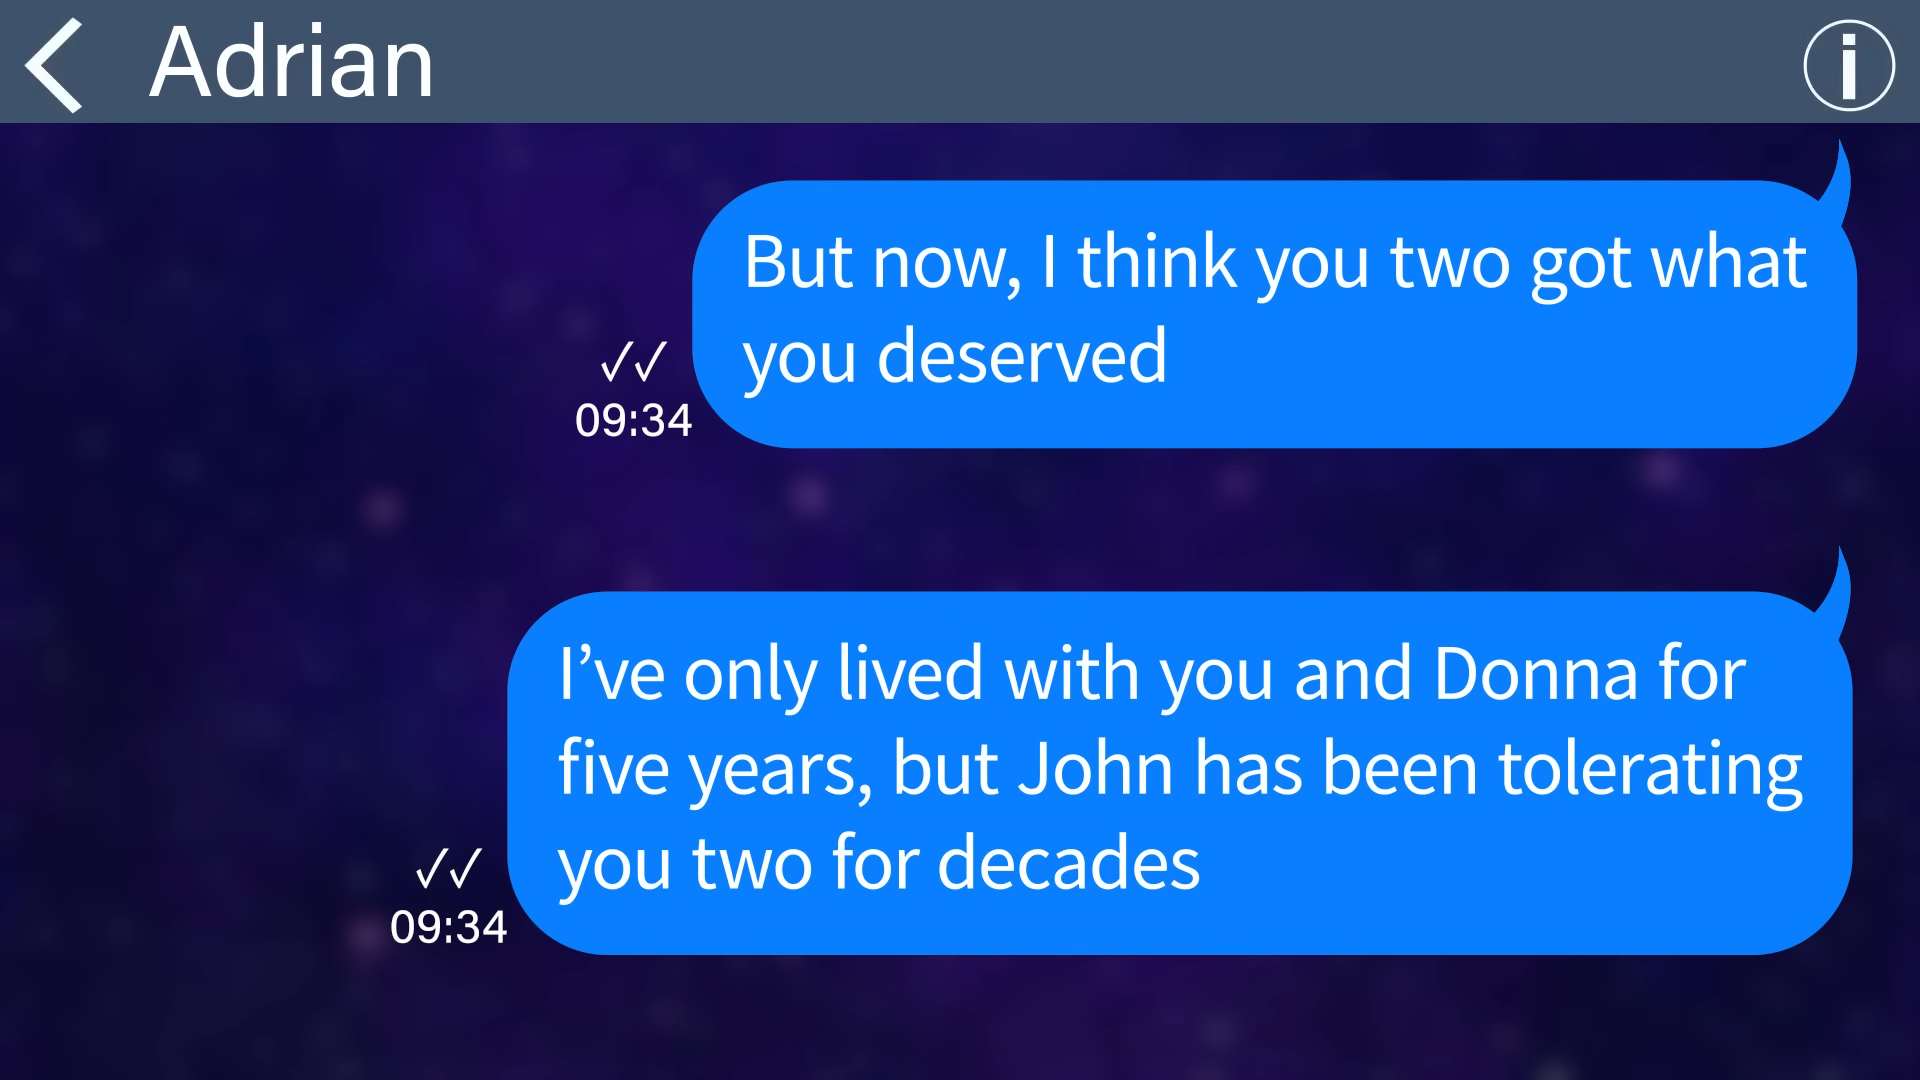 Adrian
But now, I think you two got what
you deserved
✓✓
09:34
I’ve only lived with you and Donna for
five years, but John has been tolerating
you two for decades
✓✓
09:34